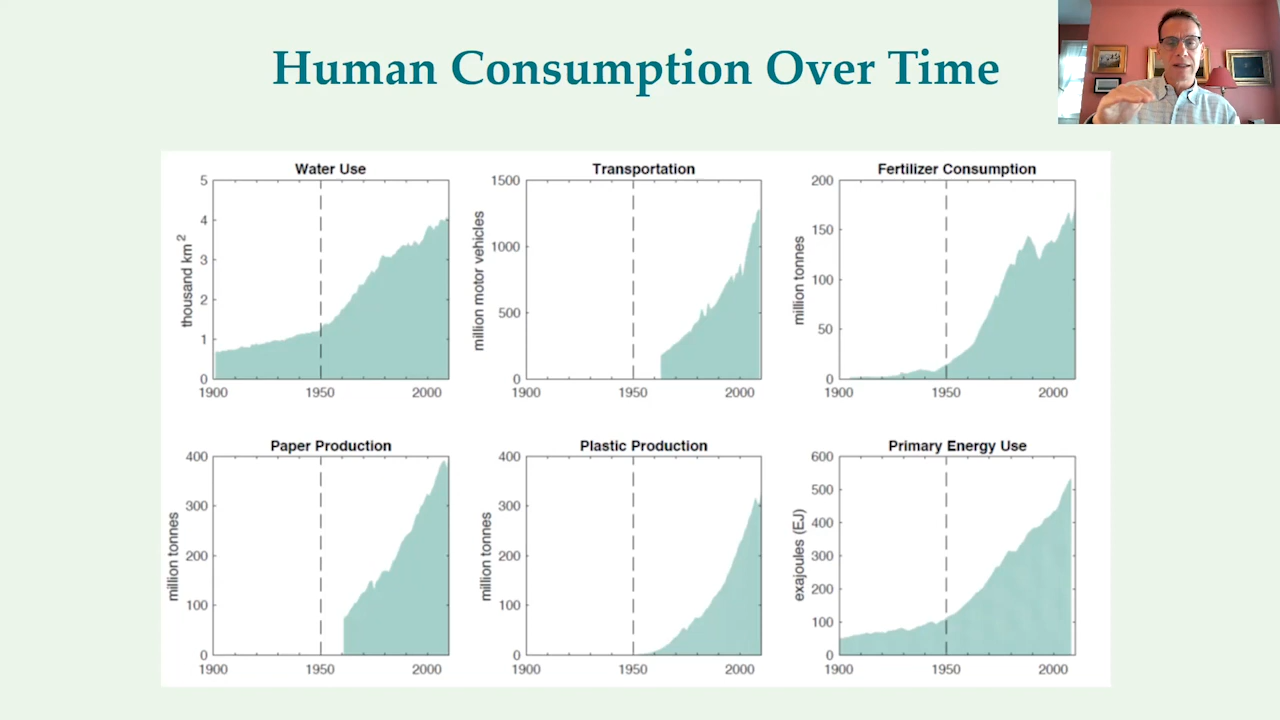 Human Consumption Over Time
Water Use
5
4
3
2
1
0
thousand km 2
1900 1950 2000
Transportation
1500
1000
500
0
million motor vehicles
1900 1950 2000
Fertilizer Consumption
200
150
100
50
0
million tonnes
1900 1950 2000
Paper Production
400
300
200
100
0
million tonnes
1900 1950 2000
Plastic Production
400
300
200
100
0
million tonnes
1900 1950 2000
Primary Energy Use
600
500
400
300
200
100
0
exajoules (EJ)
1900 1950 2000